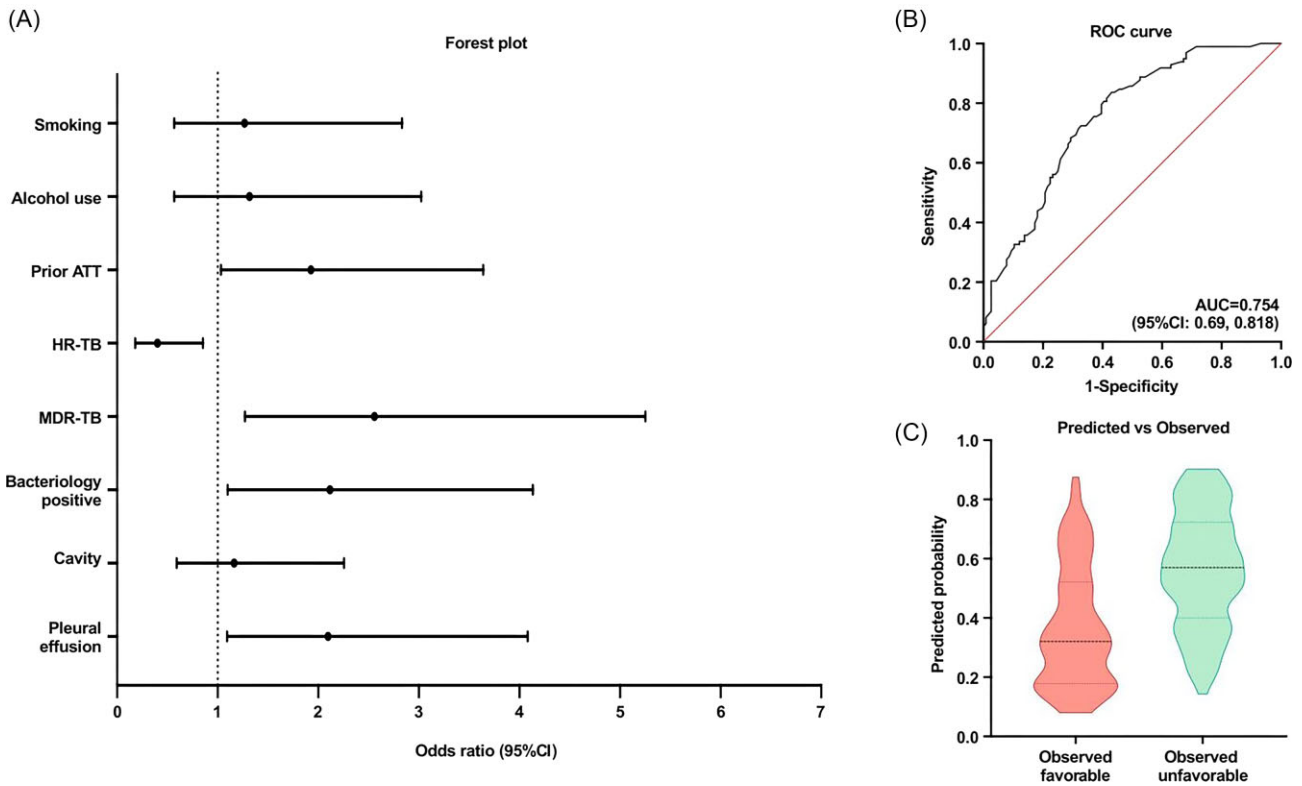 (A)
Forest plot
Smoking
Alcohol use
Prior ATT
HR-TB
MDR-TB
Bacteriology
positive
Cavity
Pleural
effusion
0 1 2 3 4 5 6 7
Odds ratio (95%CI)
(B)
ROC curve
1.0
0.8
0.6
0.4
0.2
0.0
Sensitivity
AUC=0.754
(95%CI: 0.69, 0.818)
0.0 0.2 0.4 0.6 0.8 1.0
1-Specificity
(C)
Predicted vs Observed
1.0
0.8
0.6
0.4
0.2
0.0
Predicted probability
Observed
favorable
Observed
unfavorable